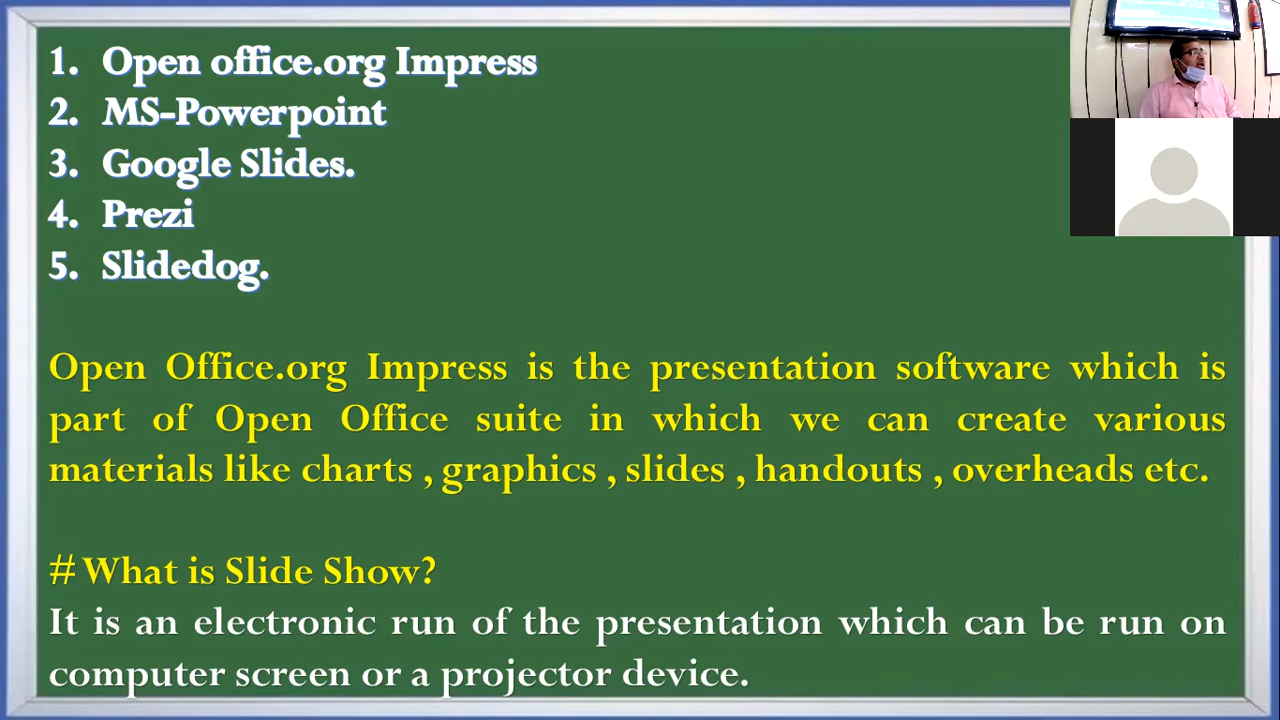 1. Open office.org Impress
2. MS-Powerpoint
3. Google Slides.
4. Prezi
5. Slidedog.
Open Office.org Impress is the presentation software which is
part of Open Office suite in which we can create various
materials like charts , graphics , slides , handouts , overheads etc.
# What is Slide Show?
It is an electronic run of the presentation which can be run on
computer screen or a projector device.